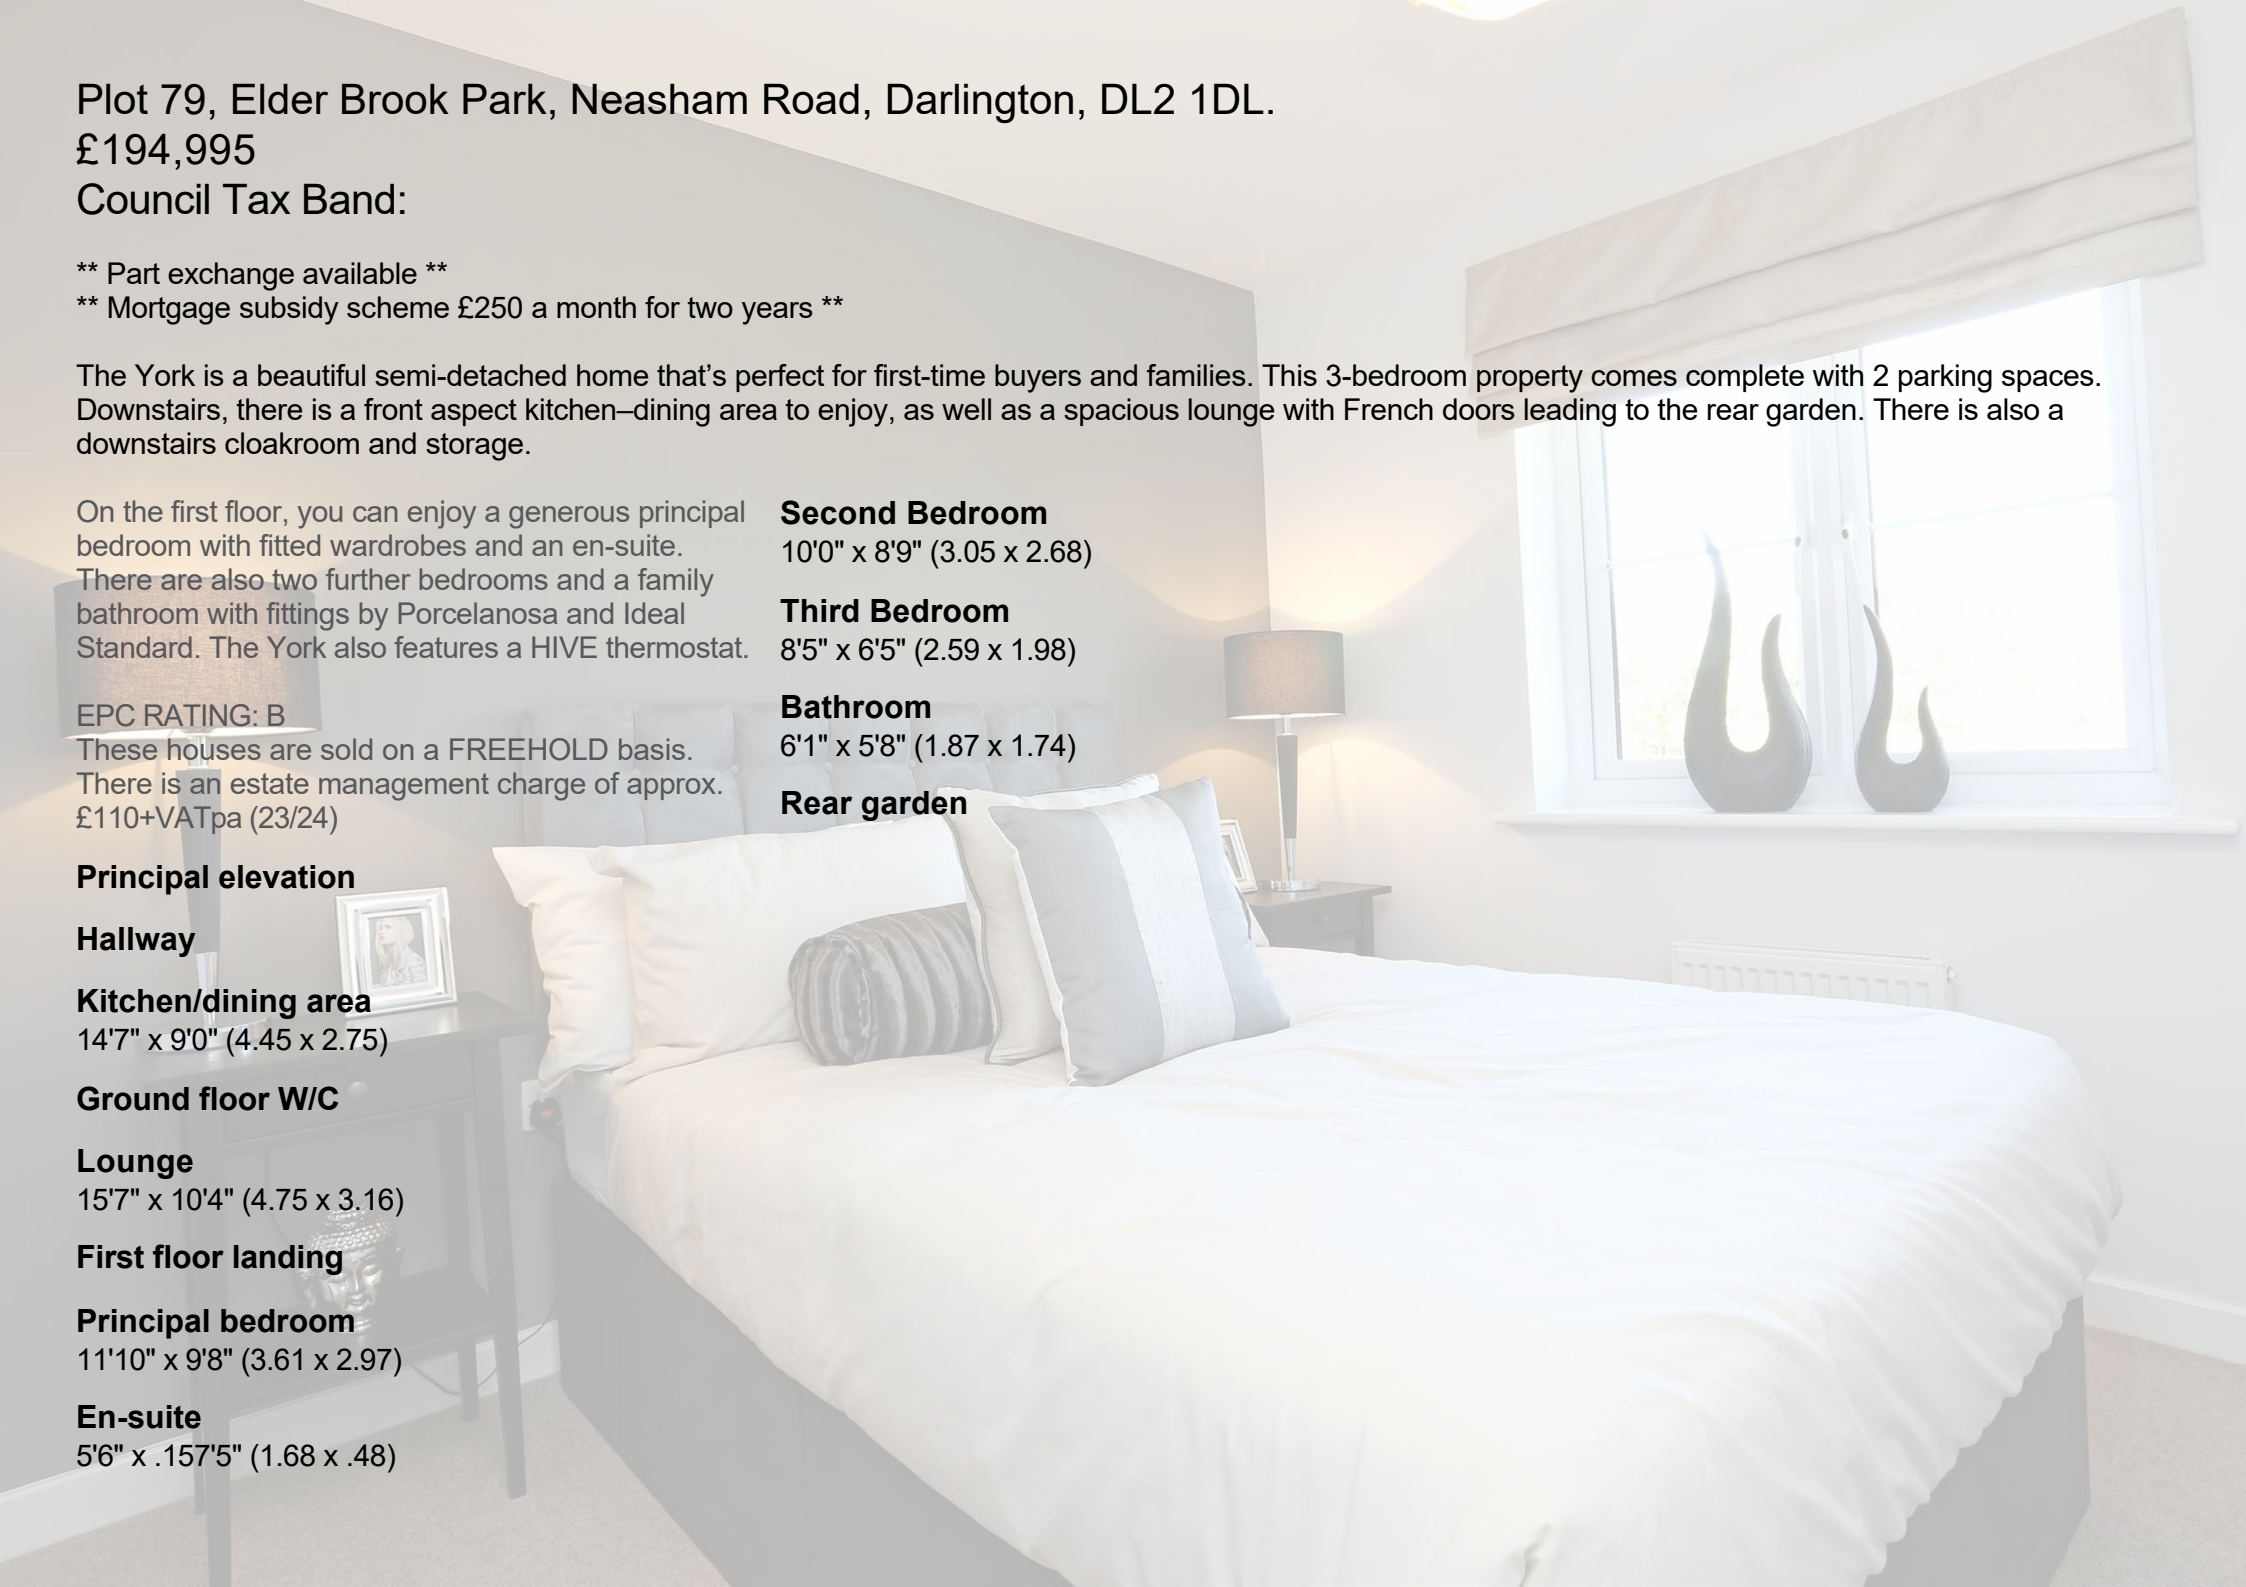 Plot 79, Elder Brook Park, Neasham Road, Darlington, DL2 1DL.
£194,995
Council Tax Band:
** Part exchange available **
** Mortgage subsidy scheme £250 a month for two years **
The York is a beautiful semi-detached home that’s perfect for first-time buyers and families. This 3-bedroom property comes complete with 2 parking spaces.
Downstairs, there is a front aspect kitchen–dining area to enjoy, as well as a spacious lounge with French doors leading to the rear garden. There is also a
downstairs cloakroom and storage.
On the first floor, you can enjoy a generous principal
bedroom with fitted wardrobes and an en-suite.
There are also two further bedrooms and a family
bathroom with fittings by Porcelanosa and Ideal
Standard. The York also features a HIVE thermostat.
EPC RATING: B
These houses are sold on a FREEHOLD basis.
There is an estate management charge of approx.
£110+VATpa (23/24)
Principal elevation
Hallway
Kitchen/dining area
14'7" x 9'0" (4.45 x 2.75)
Ground floor W/C
Lounge
15'7" x 10'4" (4.75 x 3.16)
First floor landing
Principal bedroom
11'10" x 9'8" (3.61 x 2.97)
En-suite
5'6" x .157'5" (1.68 x .48)
Second Bedroom
10'0" x 8'9" (3.05 x 2.68)
Third Bedroom
8'5" x 6'5" (2.59 x 1.98)
Bathroom
6'1" x 5'8" (1.87 x 1.74)
Rear garden